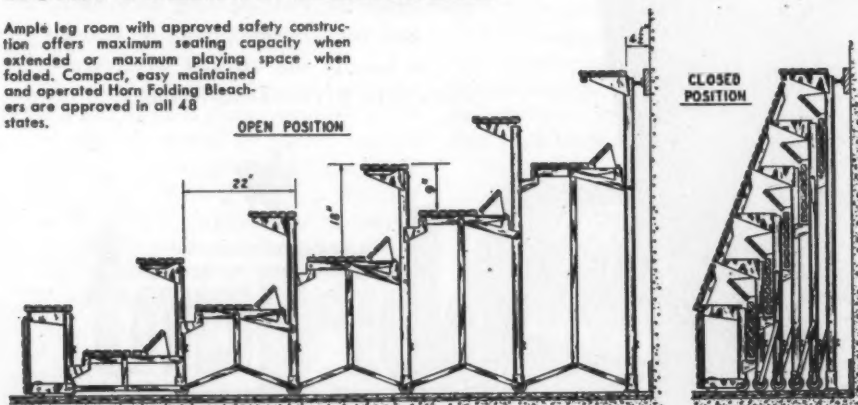 Ample leg room with approved safety construc-
tion offers maximum seating capacity when
extended or maximum playing space when
folded. Compact, easy maintained
and operated Horn Folding Bleach-
ers are approved in all 48
states.
OPEN POSITION
CLOSED
POSITION
22"
18"
9"